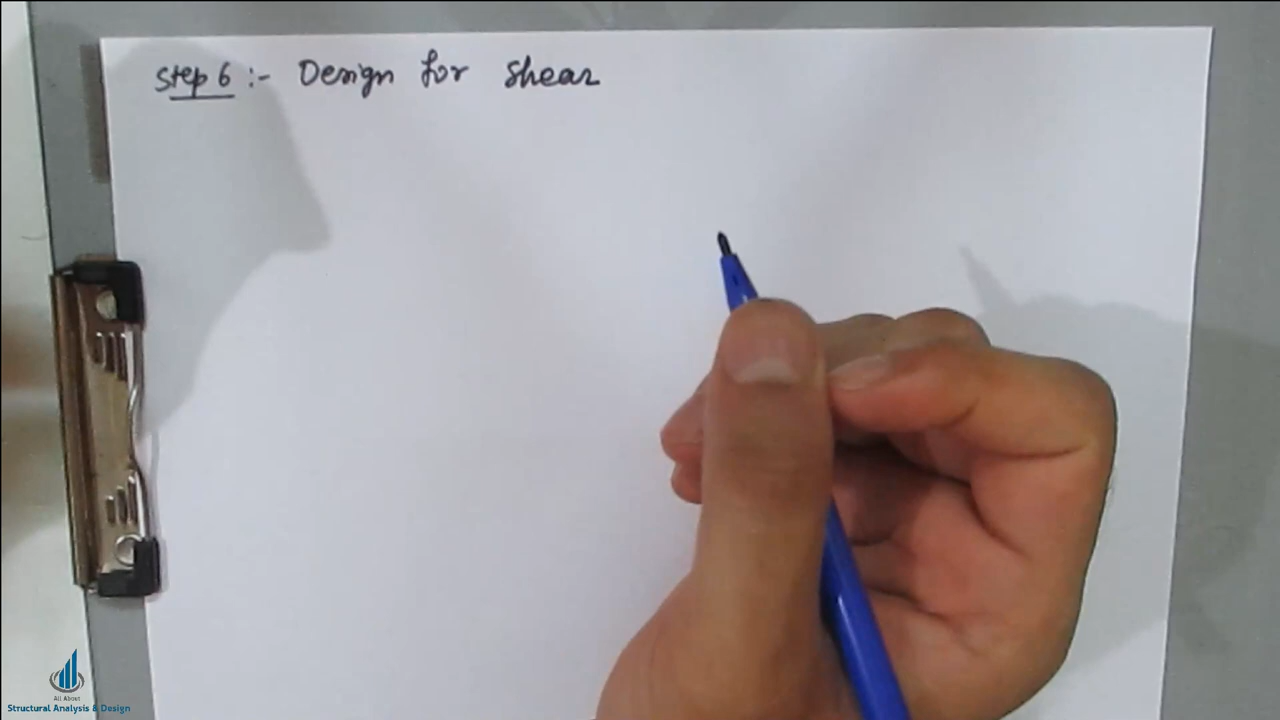 Step 6 :- Design for Shear
All About
Structural Analysis & Design